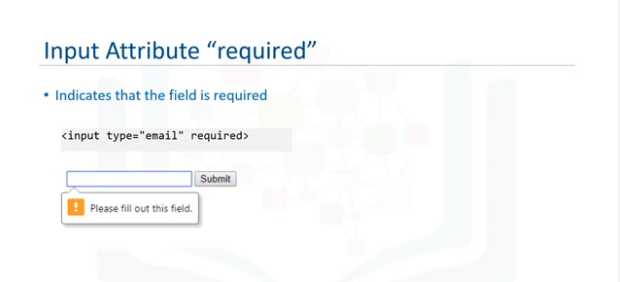 Input Attribute “required”
• Indicates that the field is required
<input type="email" required>
Submit
Please fill out this field.